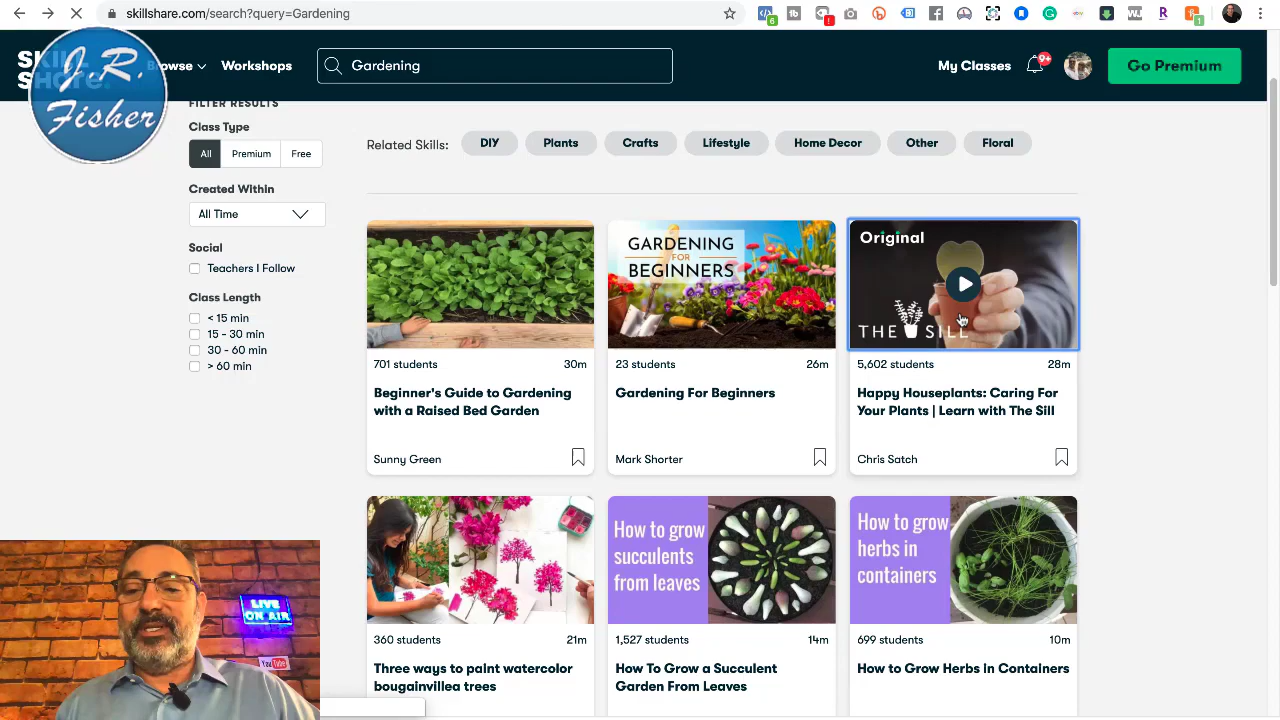 skillshare.com/search?query=Gardening
6
!
1
SKILL
SHARE.
J.R.
Fisher
Browse
Workshops
Gardening
My Classes
9+
Go Premium
FILTER RESULTS
Class Type
All
Premium
Free
Created Within
All Time
Social
Teachers I Follow
Class Length
< 15 min
15 - 30 min
30 - 60 min
> 60 min
Related Skills:
DIY
Plants
Crafts
Lifestyle
Home Decor
Other
Floral
GARDENING
FOR
BEGINNERS
Original
THE SILL
701 students
30m
Beginner's Guide to Gardening
with a Raised Bed Garden
Sunny Green
23 students
26m
Gardening For Beginners
Mark Shorter
5,602 students
28m
Happy Houseplants: Caring For
Your Plants | Learn with The Sill
Chris Satch
How to grow
succulents
from leaves
How to grow
herbs in
containers
360 students
21m
Three ways to paint watercolor
bougainvillea trees
1,527 students
14m
How To Grow a Succulent
Garden From Leaves
699 students
10m
How to Grow Herbs in Containers
LIVE
ON AIR
YouTube